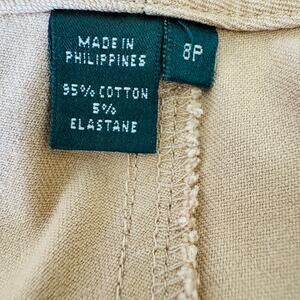 MADE IN
PHILIPPINES
95% COTTON
5%
ELASTANE
8P